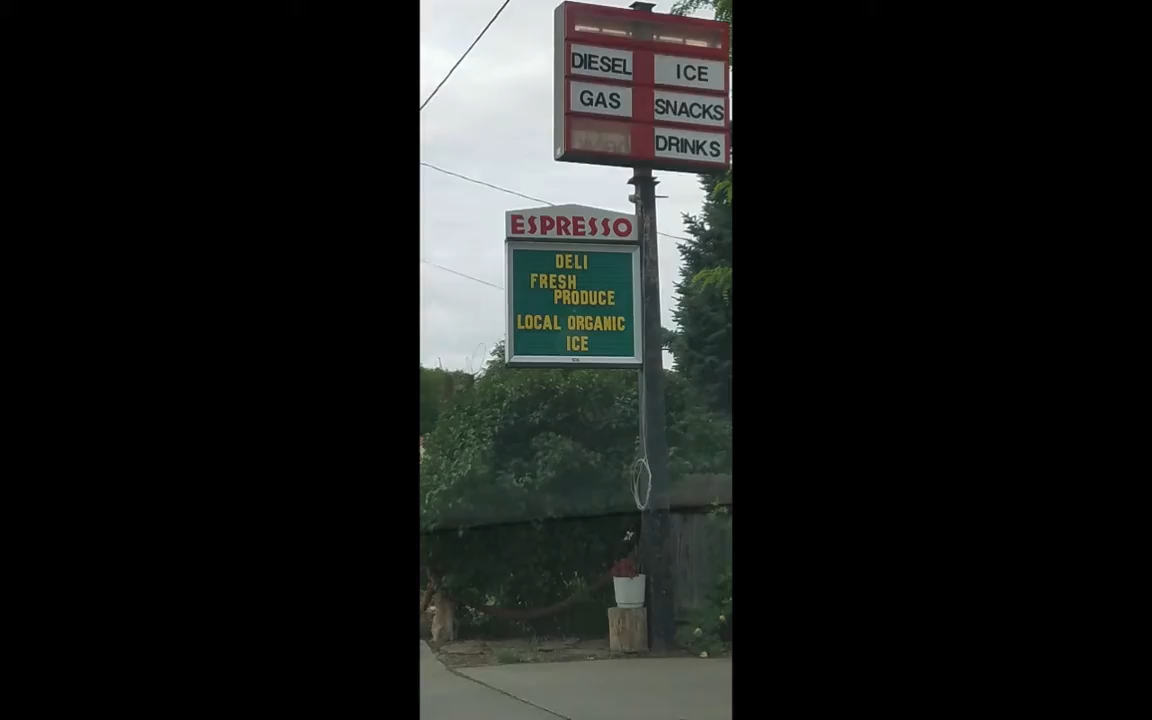 DIESEL ICE
GAS SNACKS
DRINKS
ESPRESSO
DELI
FRESH
PRODUCE
LOCAL ORGANIC
ICE